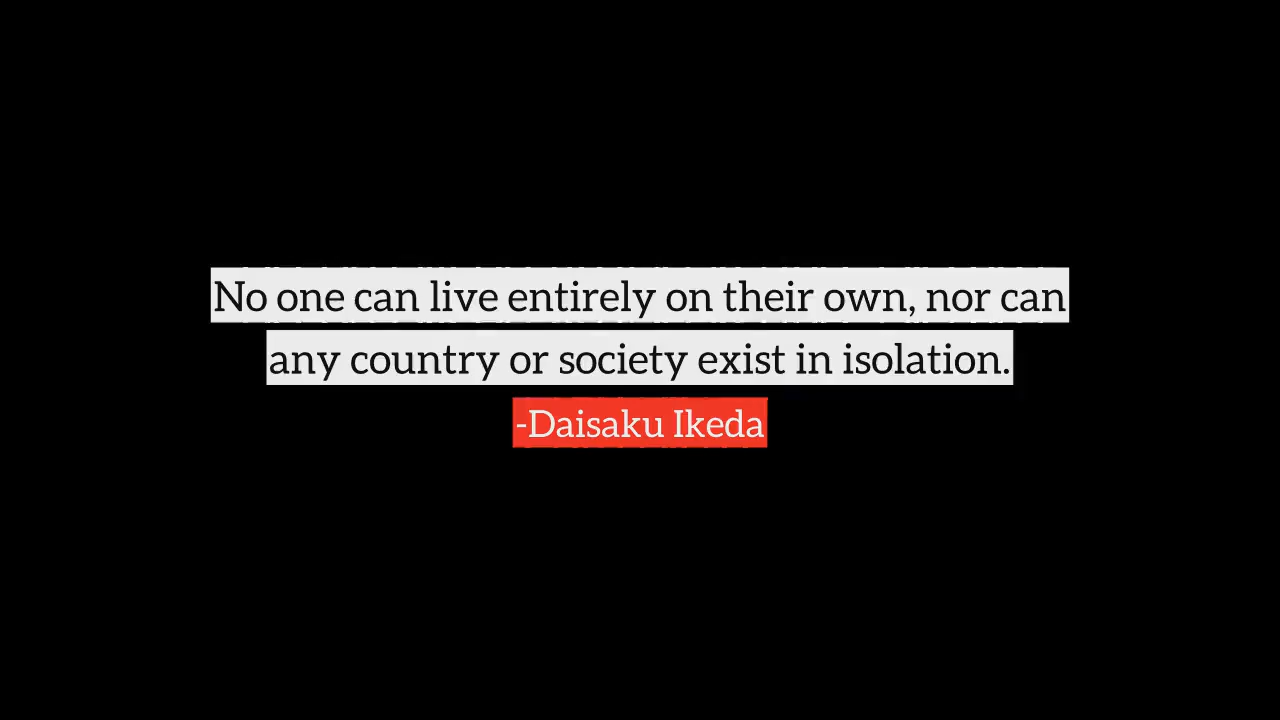 No one can live entirely on their own, nor can
any country or society exist in isolation.
-Daisaku Ikeda